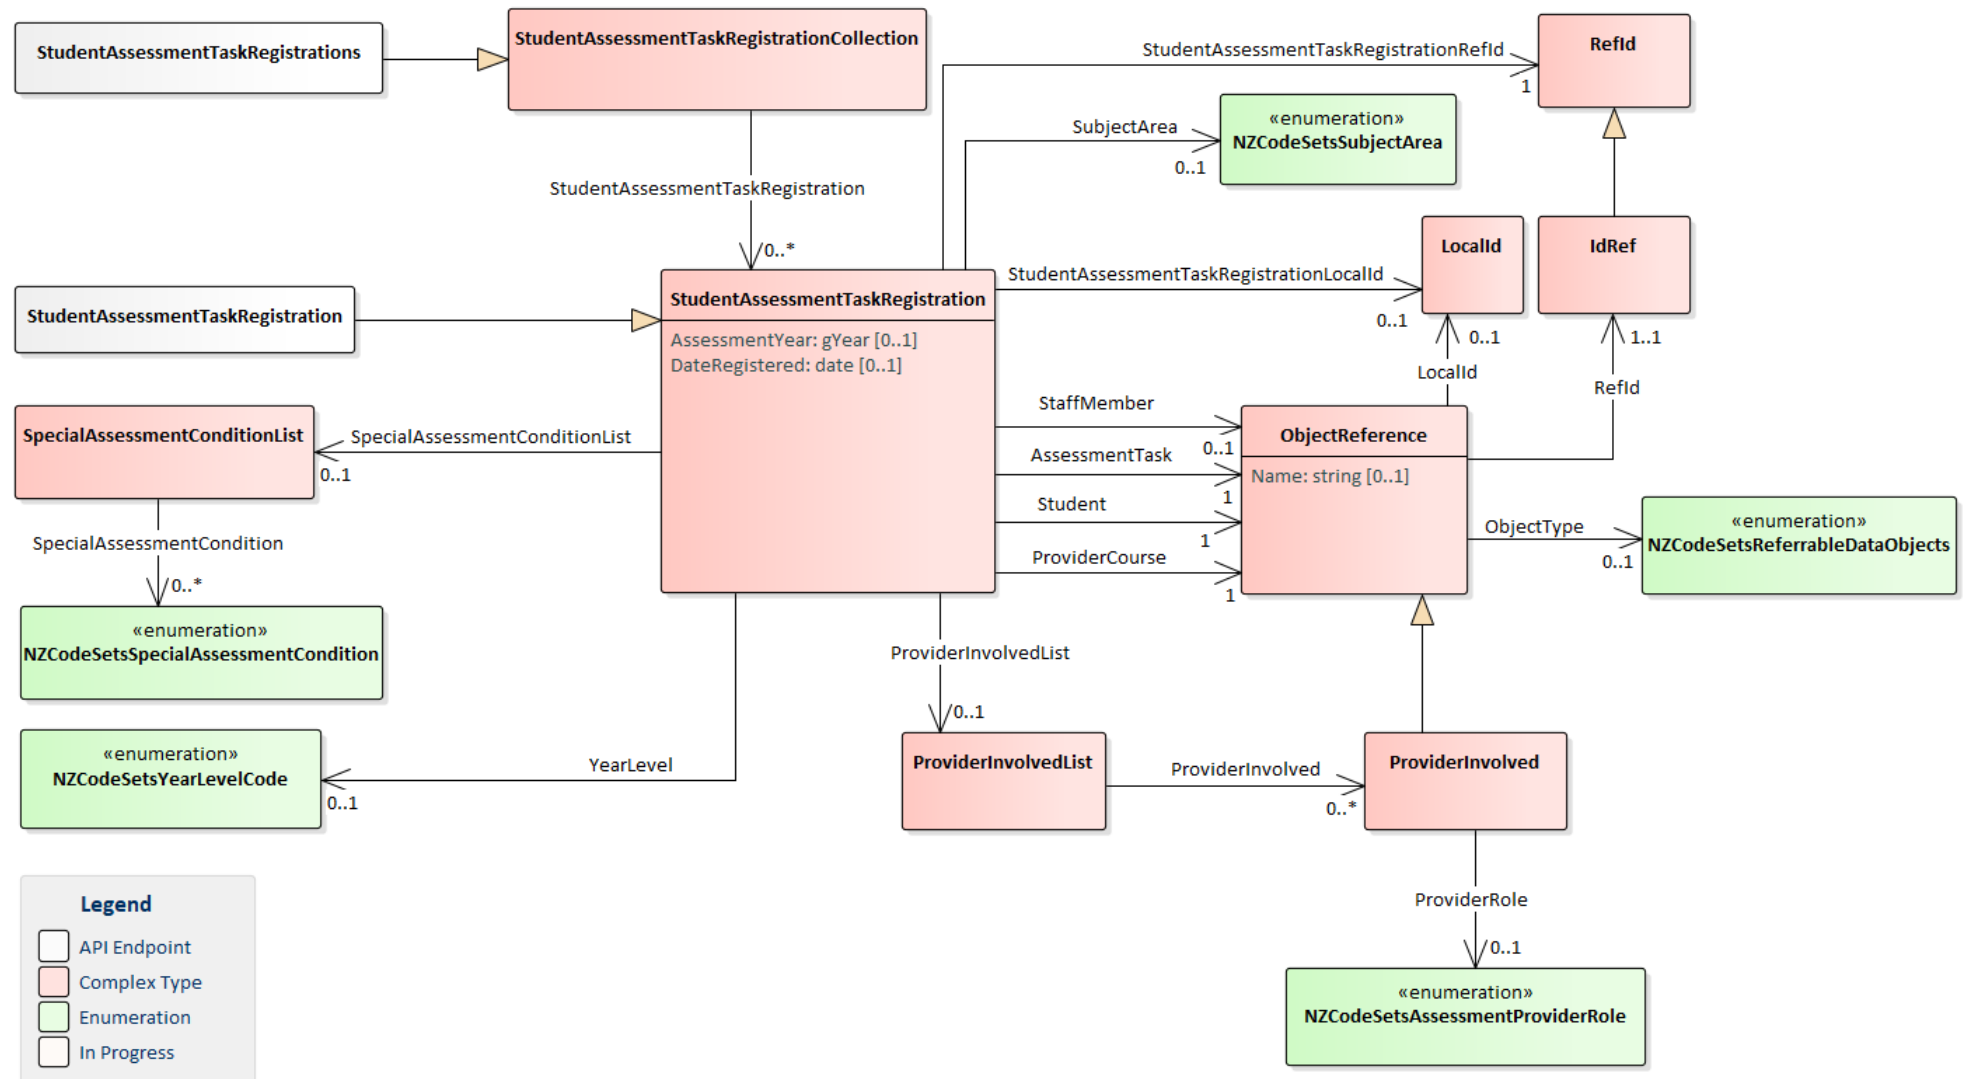 StudentAssessmentTaskRegistrations
StudentAssessmentTaskRegistrationCollection
StudentAssessmentTaskRegistrationRefId
1
RefId
SubjectArea
0..1
«enumeration»
NZCodeSetsSubjectArea
StudentAssessmentTaskRegistration
0..*
LocalId
IdRef
StudentAssessmentTaskRegistration
StudentAssessmentTaskRegistration
AssessmentYear: gYear [0..1]
DateRegistered: date [0..1]
StudentAssessmentTaskRegistrationLocalId
0..1
0..1
LocalId
1..1
RefId
SpecialAssessmentConditionList
SpecialAssessmentConditionList
0..1
StaffMember
0..1
AssessmentTask
1
Student
1
ProviderCourse
1
ObjectReference
Name: string [0..1]
ObjectType
0..1
«enumeration»
NZCodeSetsReferrableDataObjects
SpecialAssessmentCondition
0..*
«enumeration»
NZCodeSetsSpecialAssessmentCondition
ProviderInvolvedList
0..1
«enumeration»
NZCodeSetsYearLevelCode
YearLevel
0..1
ProviderInvolvedList
ProviderInvolved
0..*
ProviderInvolved
ProviderRole
0..1
«enumeration»
NZCodeSetsAssessmentProviderRole
Legend
API Endpoint
Complex Type
Enumeration
In Progress